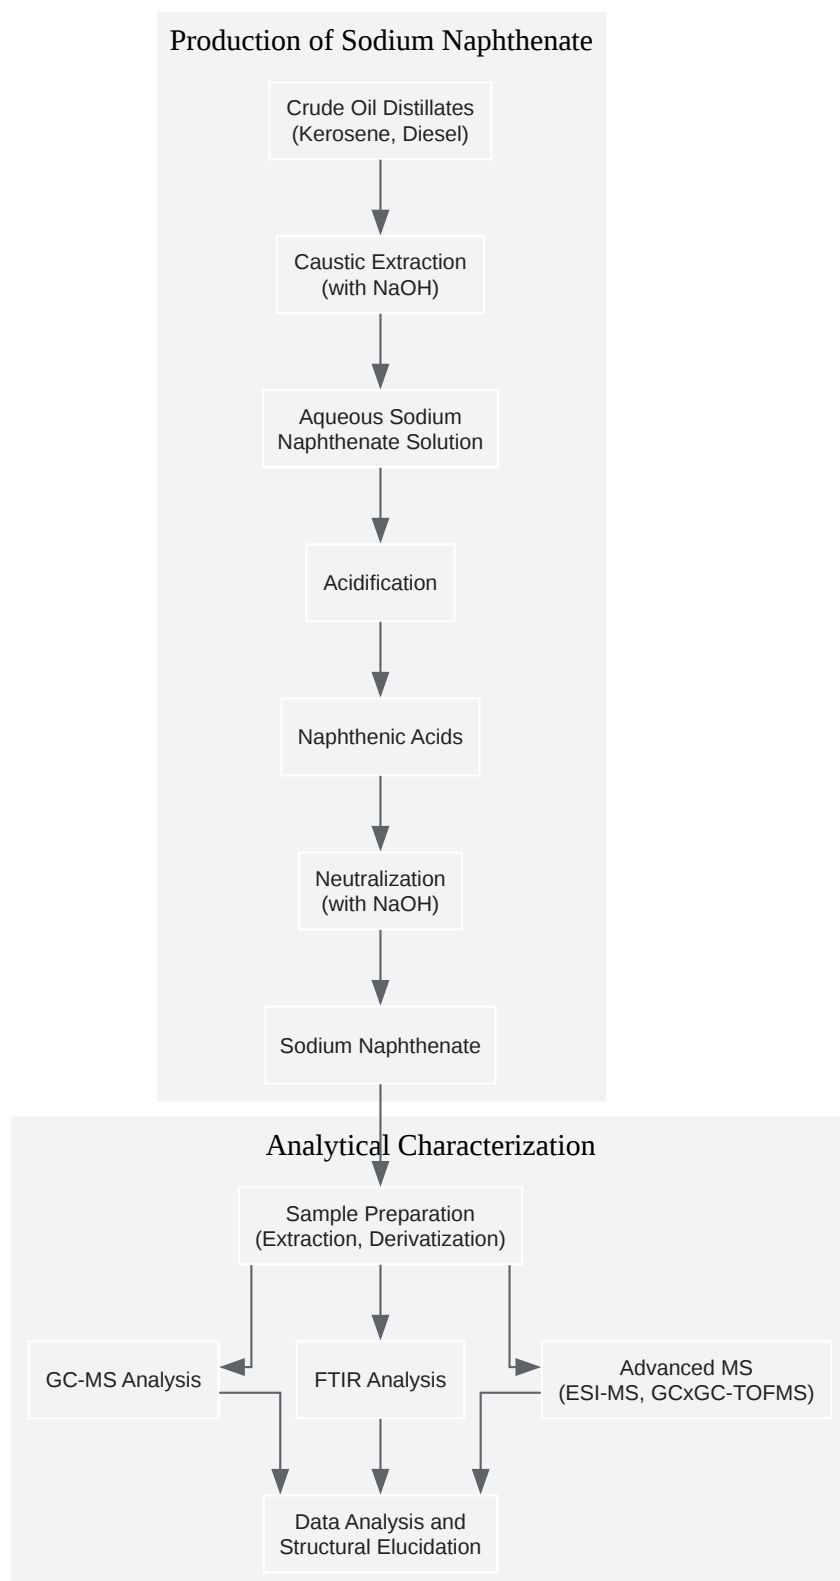 Production of Sodium Naphthenate
Crude Oil Distillates
(Kerosene, Diesel)
Caustic Extraction
(with NaOH)
Aqueous Sodium
Naphthenate Solution
Acidification
Naphthenic Acids
Neutralization
(with NaOH)
Sodium Naphthenate
Analytical Characterization
Sample Preparation
(Extraction, Derivatization)
GC-MS Analysis
FTIR Analysis
Advanced MS
(ESI-MS, GCxGC-TOFMS)
Data Analysis and
Structural Elucidation